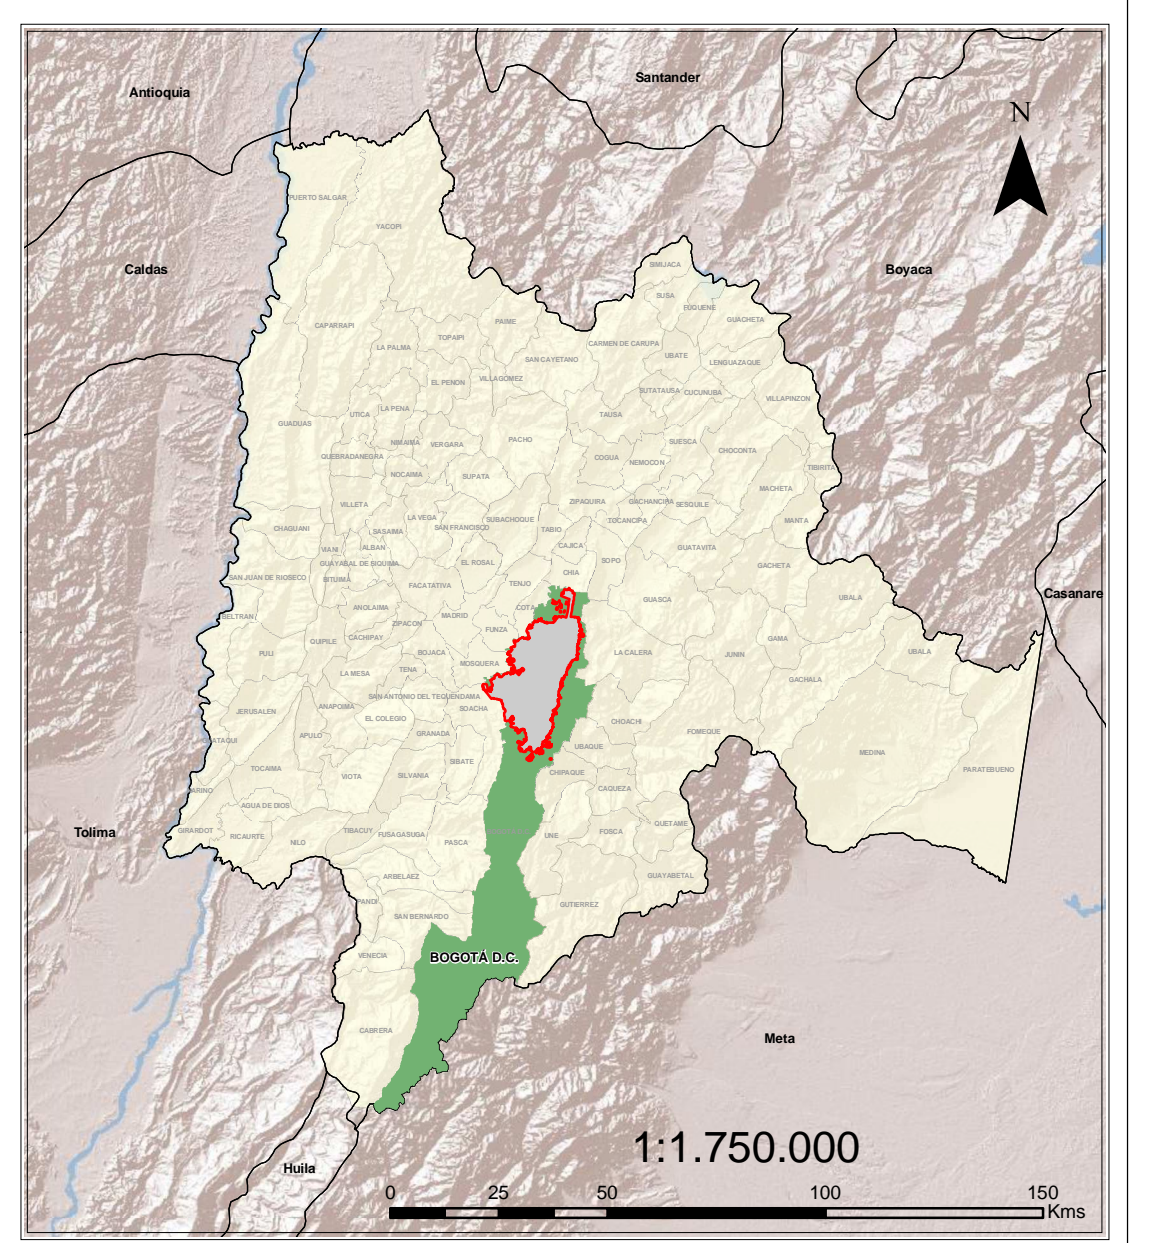 Santander
Antioquia
N
PUERTO SALGAR
YACOPI
SIMIJACA
Caldas
Boyaca
SUSA
FUQUENE
GUACHETA
PAIME
CAPARRAPI
TOPAIPI
CARMEN DE CARUPA
LA PALMA
UBATE
SAN CAYETANO
LENGUAZAQUE
VILLAGOMEZ
EL PENON
SUTATAUSA
CUCUNUBA
VILLAPINZON
LA PENA
UTICA
TAUSA
GUADUAS
PACHO
NIMAIMA
VERGARA
SUESCA
CHOCONTA
QUEBRADANEGRA
COGUA
NEMOCON
TIBIRITA
NOCAIMA
SUPATA
MACHETA
VILLETA
ZIPAQUIRA
GACHANCIPA
SESQUILE
LA VEGA
SUBACHOQUE
TOCANCIPA
MANTA
CHAGUANI
SASAIMA
SAN FRANCISCO
TABIO
VIANI
ALBAN
CAJICA
GUATAVITA
GUAYABAL DE SIQUIMA
EL ROSAL
SOPO
GACHETA
SAN JUAN DE RIOSECO
BITUIMA
CHIA
FACATATIVA
TENJO
Casanare
UBALA
GUASCA
ANOLAIMA
COTA
BELTRAN
MADRID
ZIPACON
FUNZA
QUIPILE
CACHIPAY
GAMA
PULI
BOJACA
LA CALERA
JUNIN
UBALA
MOSQUERA
LA MESA
TENA
GACHALA
SAN ANTONIO DEL TEQUENDAMA
JERUSALEN
ANAPOIMA
SOACHA
EL COLEGIO
CHOACHI
APULO
GRANADA
FOMEQUE
UBAQUE
MEDINA
TOCAIMA
SIBATE
PARATEBUENO
VIOTA
SILVANIA
CHIPAQUE
CAQUEZA
AGUA DE DIOS
QUETAME
Tolima
GIRARDOT
RICAURTE
TIBACUY
FUSAGASUGA
UNE
FOSCA
NILO
PASCA
ARBELAEZ
GUAYABETAL
PANDI
GUTIERREZ
SAN BERNARDO
VENECIA
BOGOTÁ D.C.
CABRERA
Meta
1:1.750.000
Huila
0 25 50 100 150
Kms